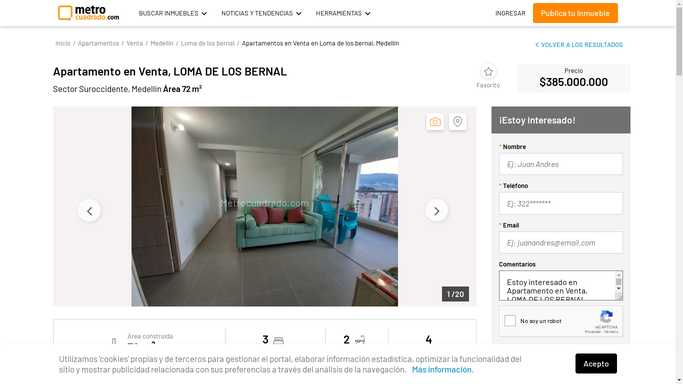 metro
cuadrado.com
BUSCAR INMUEBLES
NOTICIAS Y TENDENCIAS
HERRAMIENTAS
INGRESAR
Publica tu inmueble
Inicio / Apartamentos / Venta / Medellín / Loma de los bernal / Apartamentos en Venta en Loma de los bernal, Medellín
VOLVER A LOS RESULTADOS
Apartamento en Venta, LOMA DE LOS BERNAL
Sector Suroccidente, Medellín Área 72 m²
Favorito
Precio
$385.000.000
Metrocuadrado.com
1 / 20
¡Estoy Interesado!
* Nombre
Ej: Juan Andres
* Teléfono
Ej: 322*******
* Email
Ej: juanandres@email.com
Comentarios
Estoy interesado en
Apartamento en Venta,
LOMA DE LOS BERNAL
No soy un robot
reCAPTCHA
Privacidad - Términos
Área construida
3
2
4
Utilizamos 'cookies' propias y de terceros para gestionar el portal, elaborar información estadística, optimizar la funcionalidad del
sitio y mostrar publicidad relacionada con sus preferencias a través del análisis de la navegación. Más información.
Acepto